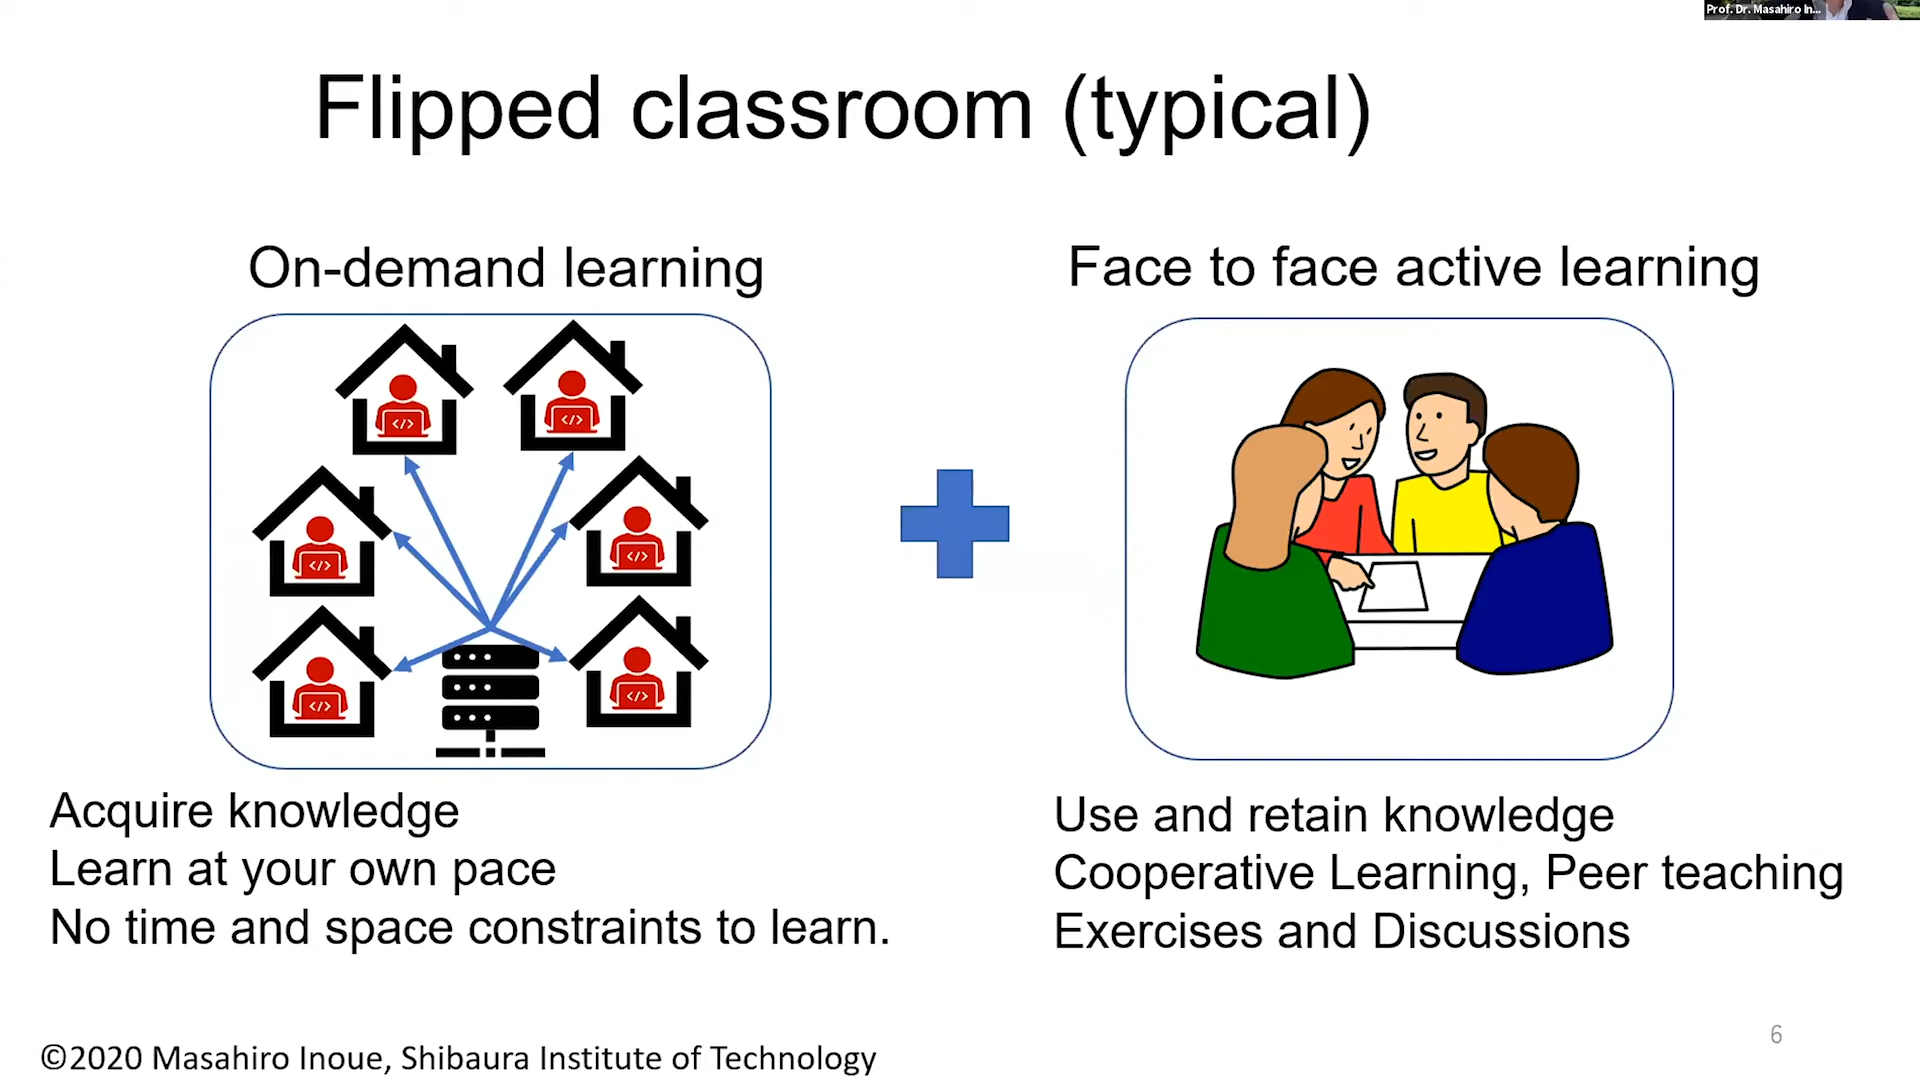 Prof. Dr. Masahiro In...
Flipped classroom (typical)
On-demand learning
Face to face active learning
</>
</>
</>
</>
</>
</>
Acquire knowledge
Learn at your own pace
No time and space constraints to learn.
Use and retain knowledge
Cooperative Learning, Peer teaching
Exercises and Discussions
6
©2020 Masahiro Inoue, Shibaura Institute of Technology